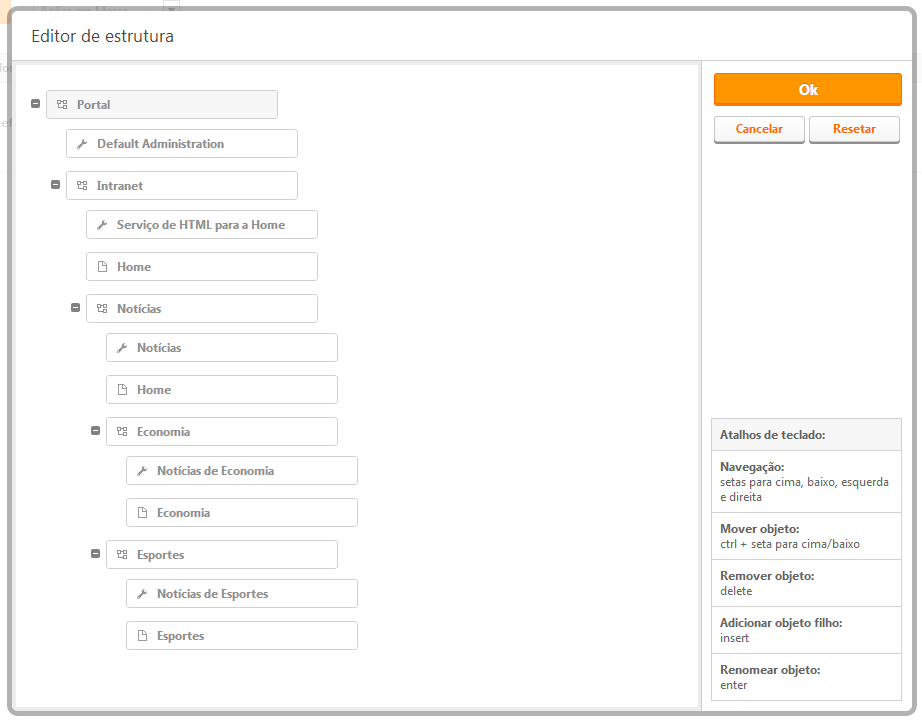 Editor de estrutura
Portal
Default Administration
Intranet
Serviço de HTML para a Home
Home
Notícias
Notícias
Home
Economia
Notícias de Economia
Economia
Esportes
Notícias de Esportes
Esportes
Ok
Cancelar
Resetar
Atalhos de teclado:
Navegação:
setas para cima, baixo, esquerda
e direita
Mover objeto:
ctrl + seta para cima/baixo
Remover objeto:
delete
Adicionar objeto filho:
insert
Renomear objeto:
enter